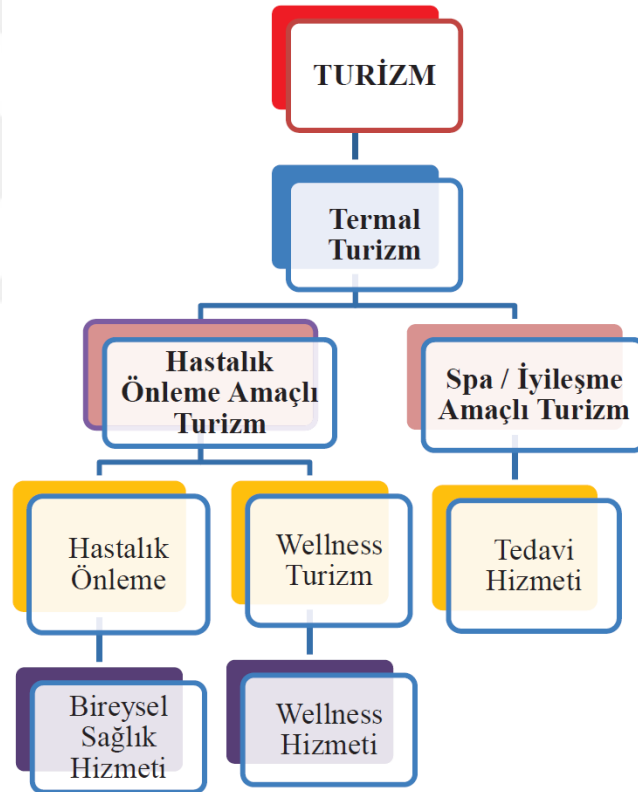 TURİZM
Termal
Turizm
Hastalık
Önleme Amaçlı
Turizm
Spa / İyileşme
Amaçlı Turizm
Hastalık
Önleme
Wellness
Turizm
Tedavi
Hizmeti
Bireysel
Sağlık
Hizmeti
Wellness
Hizmeti